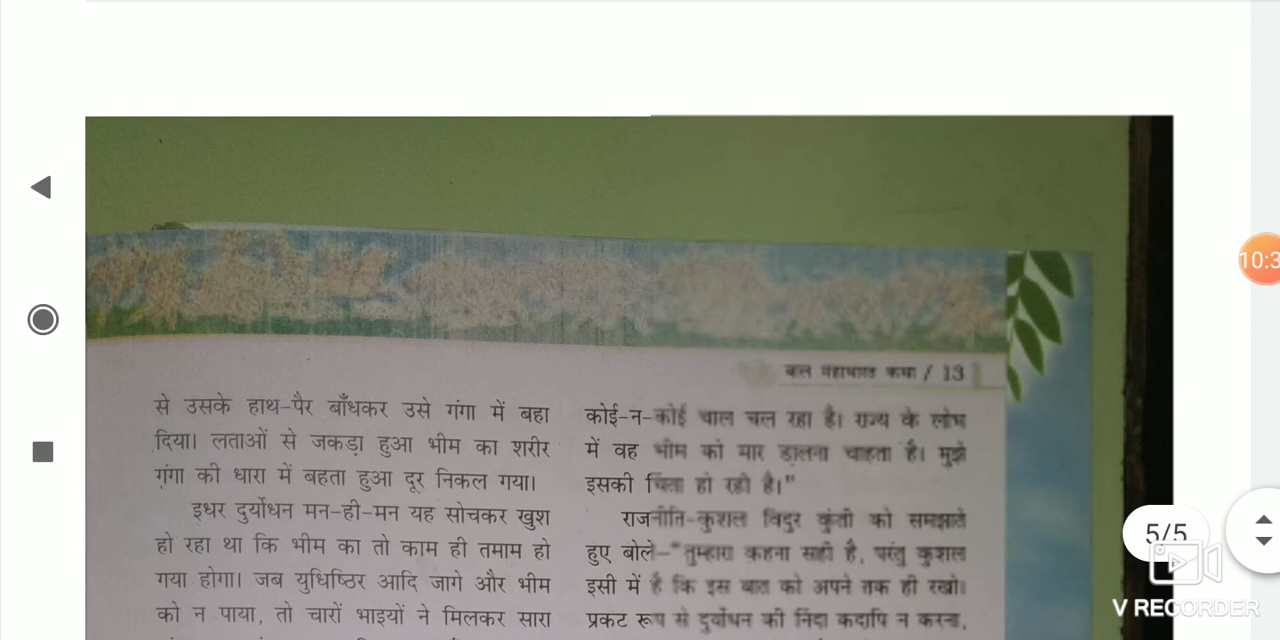 बाल महाभारत कथा / 13
से उसके हाथ-पैर बाँधकर उसे गंगा में बहा
दिया। लताओं से जकड़ा हुआ भीम का शरीर
गंगा की धारा में बहता हुआ दूर निकल गया।
इधर दुर्योधन मन-ही-मन यह सोचकर खुश
हो रहा था कि भीम का तो काम ही तमाम हो
गया होगा। जब युधिष्ठिर आदि जागे और भीम
को न पाया, तो चारों भाइयों ने मिलकर सारा
कोई-न-कोई चाल चल रहा है। राज्य के लोभ
में वह भीम को मार डालना चाहता है। मुझे
इसकी चिंता हो रही है।"
राजनीति-कुशल विदुर कुंती को समझाते
हुए बोले-"तुम्हारा कहना सही है, परंतु कुशल
इसी में है कि इस बात को अपने तक ही रखो।
प्रकट रूप से दुर्योधन की निंदा कदापि न करना,
10:3
5/5
V RECORDER